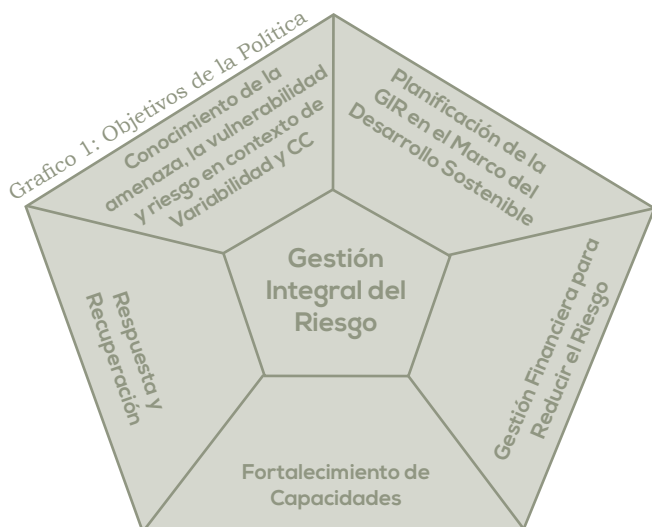 Grafico 1: Objetivos de la Política
Conocimiento de la
amenaza, la vulnerabilidad
y riesgo en contexto de
Variabilidad y CC
Planificación de la
GIR en el Marco del
Desarrollo Sostenible
Gestión
Integral del
Riesgo
Respuesta y
Recuperación
Gestión Financiera para
Reducir el Riesgo
Fortalecimiento de
Capacidades